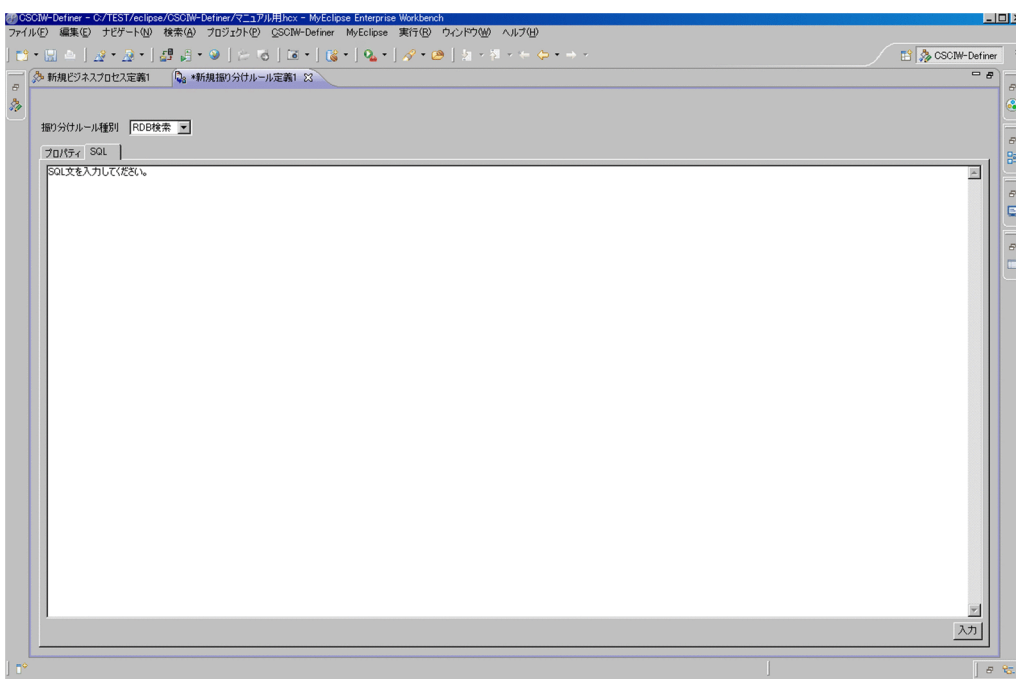 CSCIW-Definer - C:/TEST/eclipse/CSCIW-Definer/マニュアル用.hcx - MyEclipse Enterprise Workbench
ファイル(F) 編集(E) ナビゲート(N) 検索(A) プロジェクト(P) CSCIW-Definer MyEclipse 実行(R) ウィンドウ(W) ヘルプ(H)
CSCIW-Definer
新規ビジネスプロセス定義1 *新規振り分けルール定義1
振り分けルール種別 RDB検索
プロパティ SQL
SQL文を入力してください。
入力